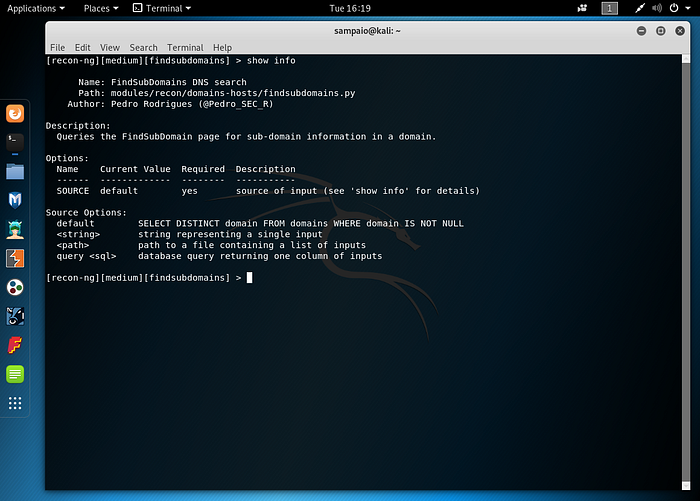 Applications Places Terminal Tue 16:19 1
sampaio@kali: ~
File Edit View Search Terminal Help
[recon-ng][medium][findsubdomains] > show info
Name: FindSubDomains DNS search
Path: modules/recon/domains-hosts/findsubdomains.py
Author: Pedro Rodrigues (@Pedro_SEC_R)
Description:
Queries the FindSubDomain page for sub-domain information in a domain.
Options:
Name Current Value Required Description
------ ------------- -------- -----------
SOURCE default yes source of input (see 'show info' for details)
Source Options:
default SELECT DISTINCT domain FROM domains WHERE domain IS NOT NULL
<string> string representing a single input
<path> path to a file containing a list of inputs
query <sql> database query returning one column of inputs
[recon-ng][medium][findsubdomains] >